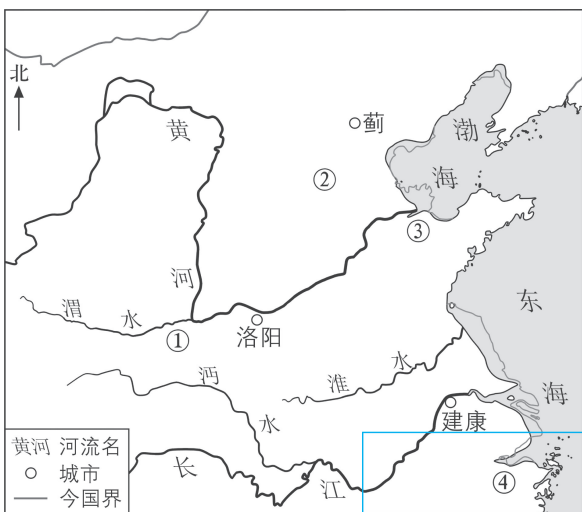 北
蓟
渤
海
②
黄
河
③
东
海
渭
水
①
洛阳
沔
水
淮
水
建康
④
长
江
黄河 河流名
城市
今国界